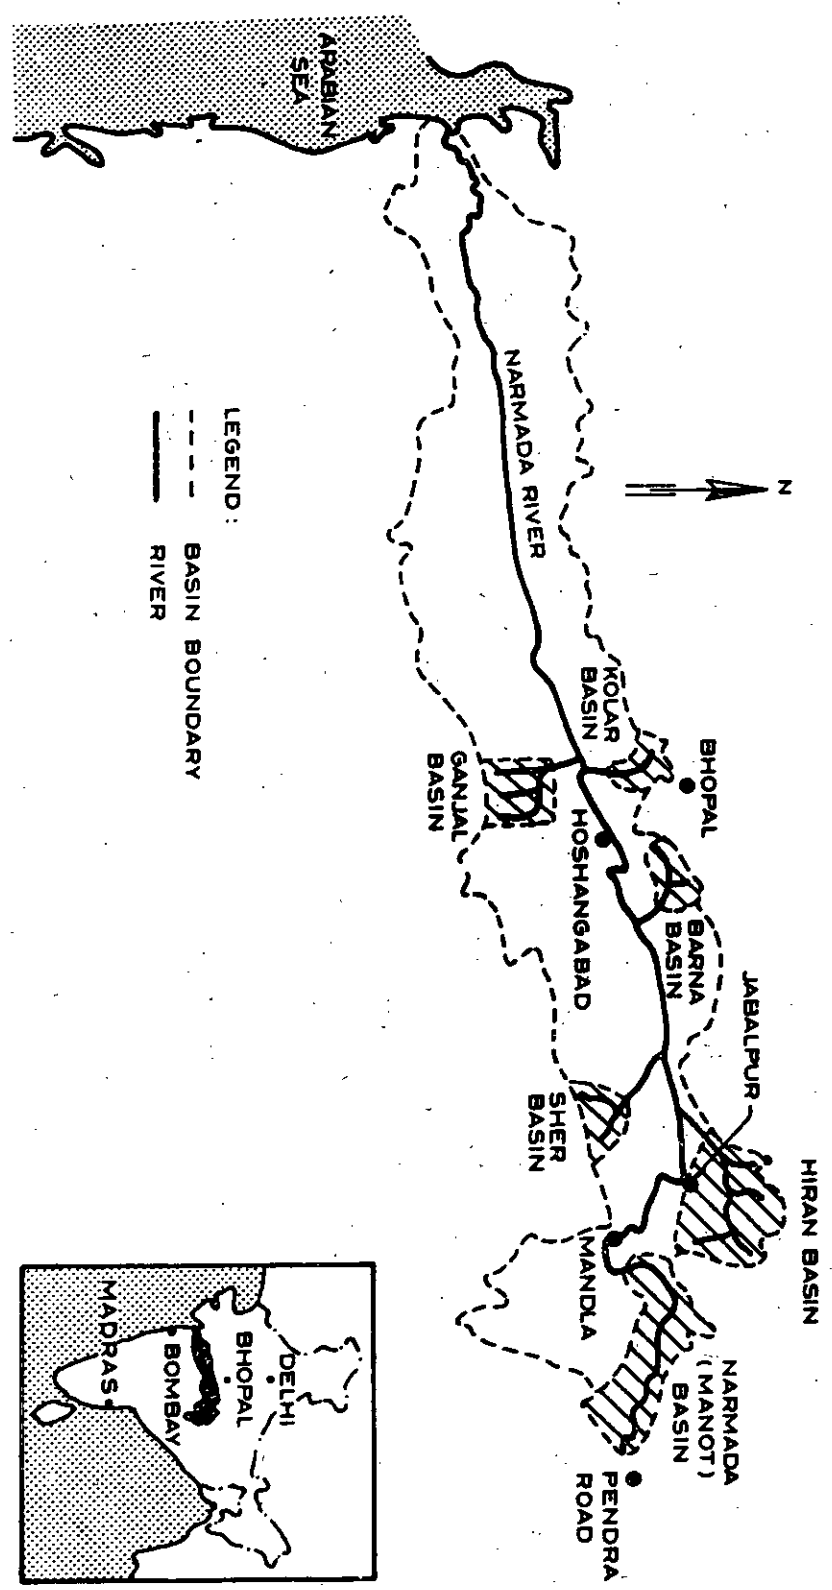 ARABIAN
SEA
NARMADA RIVER
N
KOLAR
BASIN
BHOPAL
GANJAL
BASIN
HOSHANGABAD
BARNA
BASIN
JABALPUR
SHER
BASIN
HIRAN BASIN
MANDLA
NARMADA
(MANOT)
BASIN
PENDRA
ROAD
LEGEND :
BASIN BOUNDARY
RIVER
DELHI
BHOPAL
BOMBAY
MADRAS